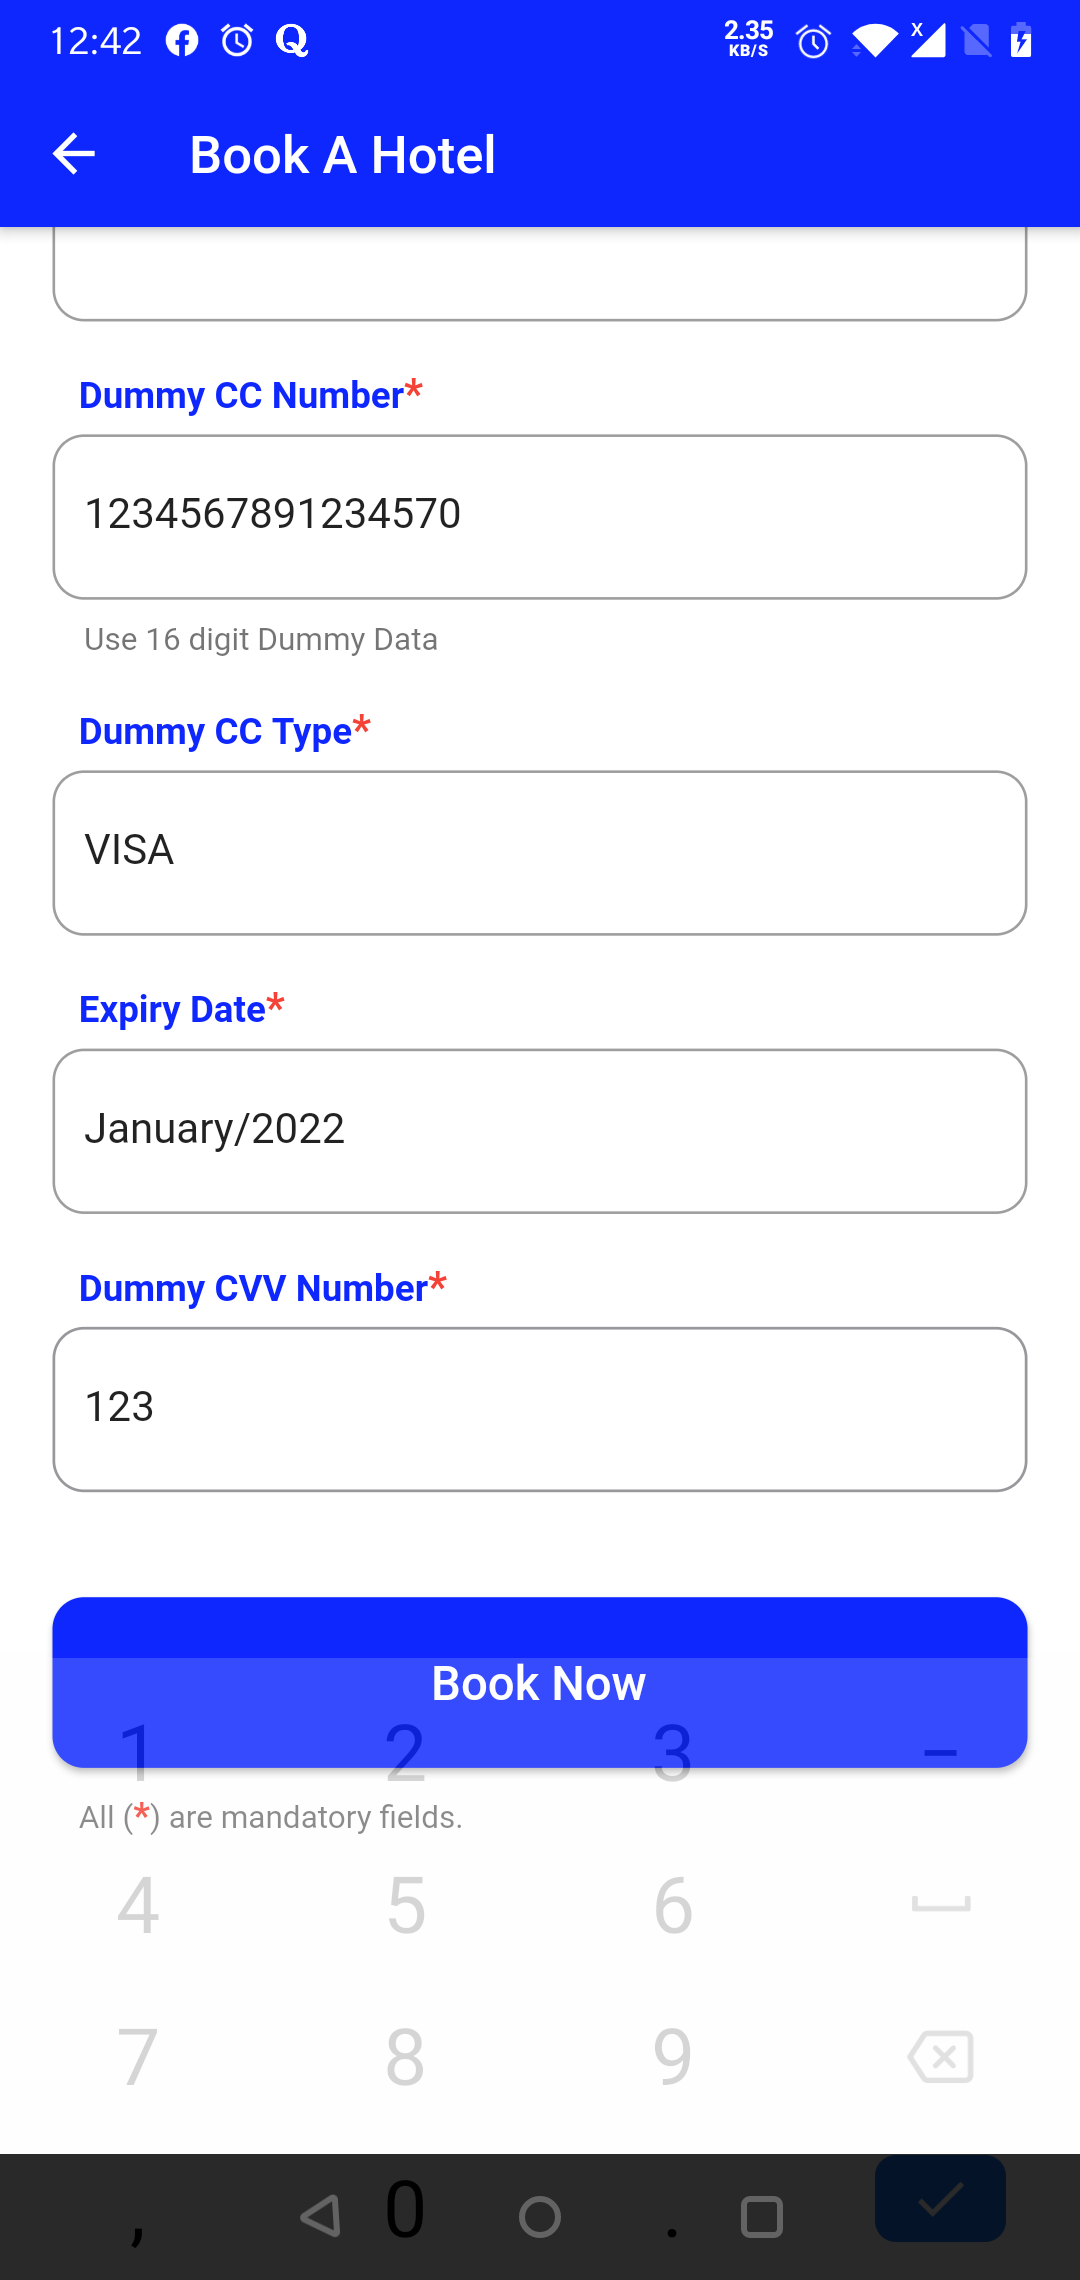 12:42 Q 2.35 KB/S X
Book A Hotel
Dummy CC Number*
1234567891234570
Use 16 digit Dummy Data
Dummy CC Type*
VISA
Expiry Date*
January/2022
Dummy CVV Number*
123
Book Now
1 2 3 –
All (*) are mandatory fields.
4 5 6
7 8 9
, 0 .